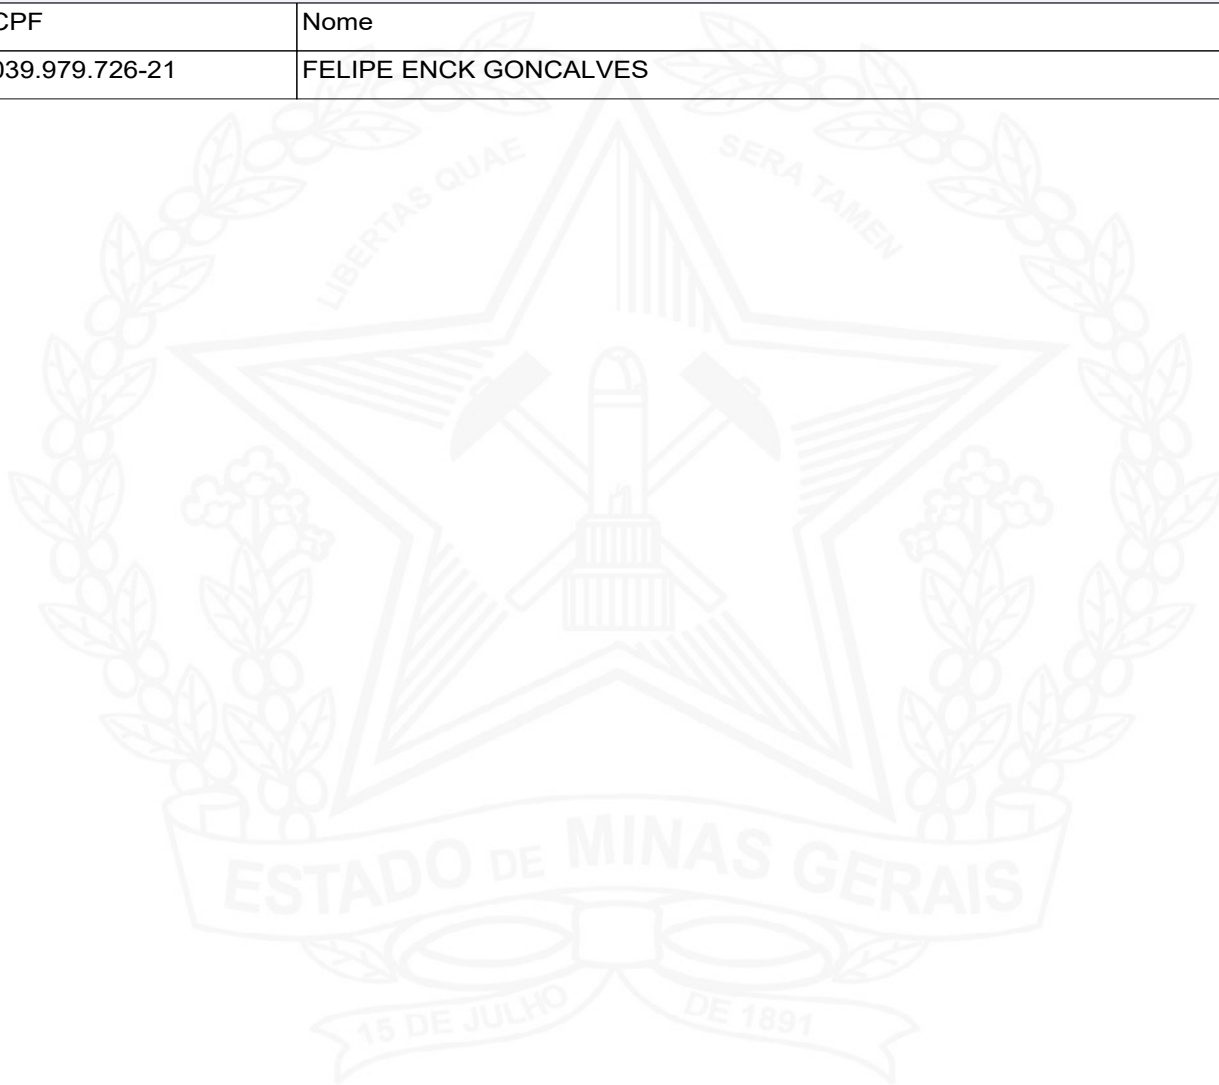 CPF Nome
039.979.726-21 FELIPE ENCK GONCALVES
LIBERTAS QUAE SERA TAMEN
ESTADO DE MINAS GERAIS
15 DE JULHO DE 1891